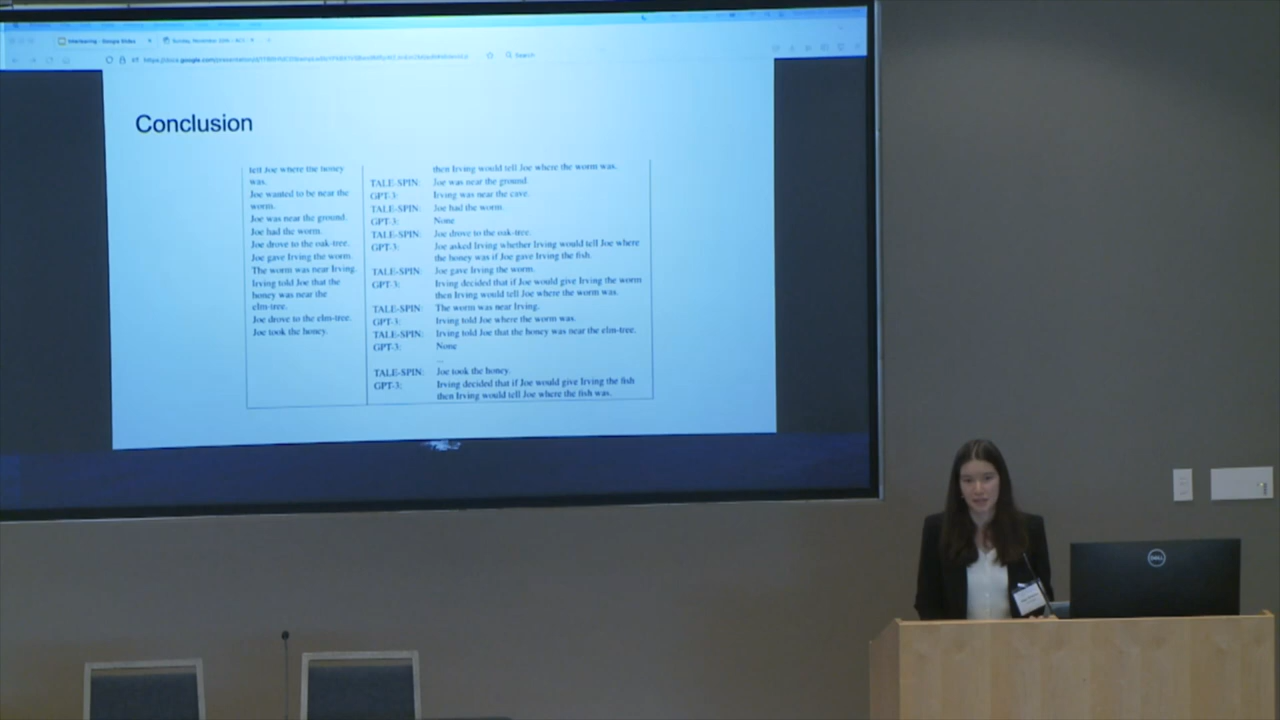 Interleaving - Google Slides
Search
Conclusion
tell Joe where the honey
was.
Joe wanted to be near the
worm.
Joe was near the ground.
Joe had the worm.
Joe drove to the oak-tree.
Joe gave Irving the worm.
The worm was near Irving.
Irving told Joe that the
honey was near the
elm-tree.
Joe drove to the elm-tree.
Joe took the honey.
then Irving would tell Joe where the worm was.
TALE-SPIN: Joe was near the ground.
GPT-3: Irving was near the cave.
TALE-SPIN: Joe had the worm.
GPT-3: None
TALE-SPIN: Joe drove to the oak-tree.
GPT-3: Joe asked Irving whether Irving would tell Joe where
the honey was if Joe gave Irving the fish.
TALE-SPIN: Joe gave Irving the worm.
GPT-3: Irving decided that if Joe would give Irving the worm
then Irving would tell Joe where the worm was.
TALE-SPIN: The worm was near Irving.
GPT-3: Irving told Joe where the worm was.
TALE-SPIN: Irving told Joe that the honey was near the elm-tree.
GPT-3: None
...
TALE-SPIN: Joe took the honey.
GPT-3: Irving decided that if Joe would give Irving the fish
then Irving would tell Joe where the fish was.
DELL